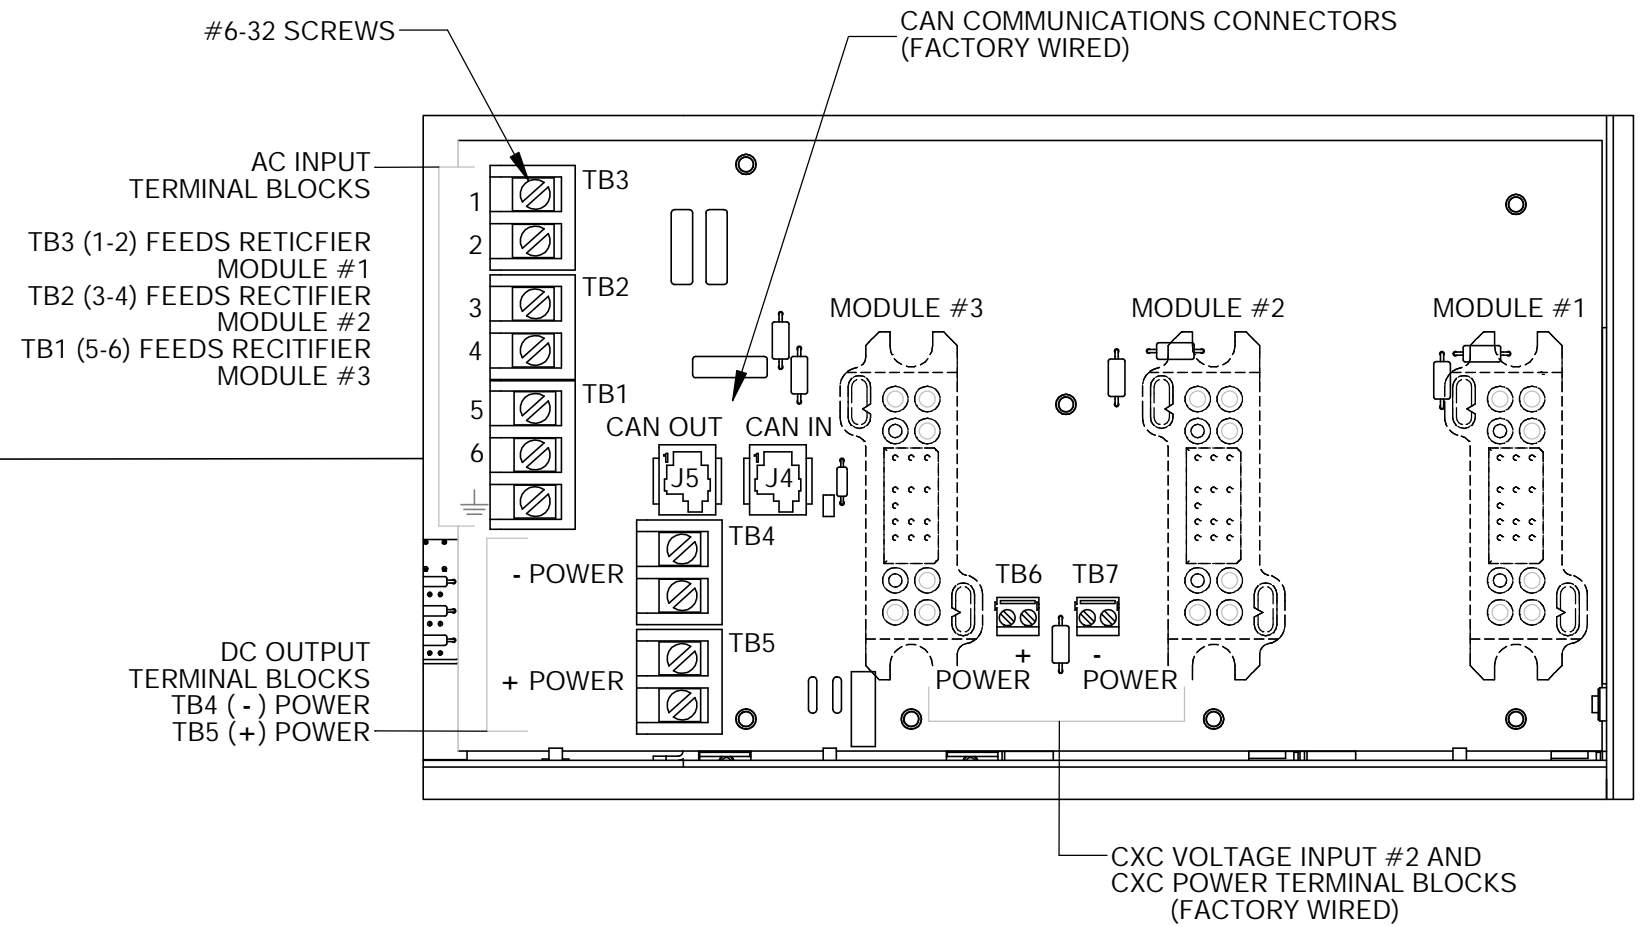 #6-32 SCREWS
CAN COMMUNICATIONS CONNECTORS
(FACTORY WIRED)
AC INPUT
TERMINAL BLOCKS
TB3 (1-2) FEEDS RETICFIER
MODULE #1
TB2 (3-4) FEEDS RECTIFIER
MODULE #2
TB1 (5-6) FEEDS RECITIFIER
MODULE #3
1
2
TB3
3
4
TB2
5
6
TB1
MODULE #3
MODULE #2
MODULE #1
CAN OUT
CAN IN
1
J5
1
J4
- POWER
TB4
+ POWER
TB5
DC OUTPUT
TERMINAL BLOCKS
TB4 ( - ) POWER
TB5 (+) POWER
TB6
TB7
+
POWER
-
POWER
CXC VOLTAGE INPUT #2 AND
CXC POWER TERMINAL BLOCKS
(FACTORY WIRED)